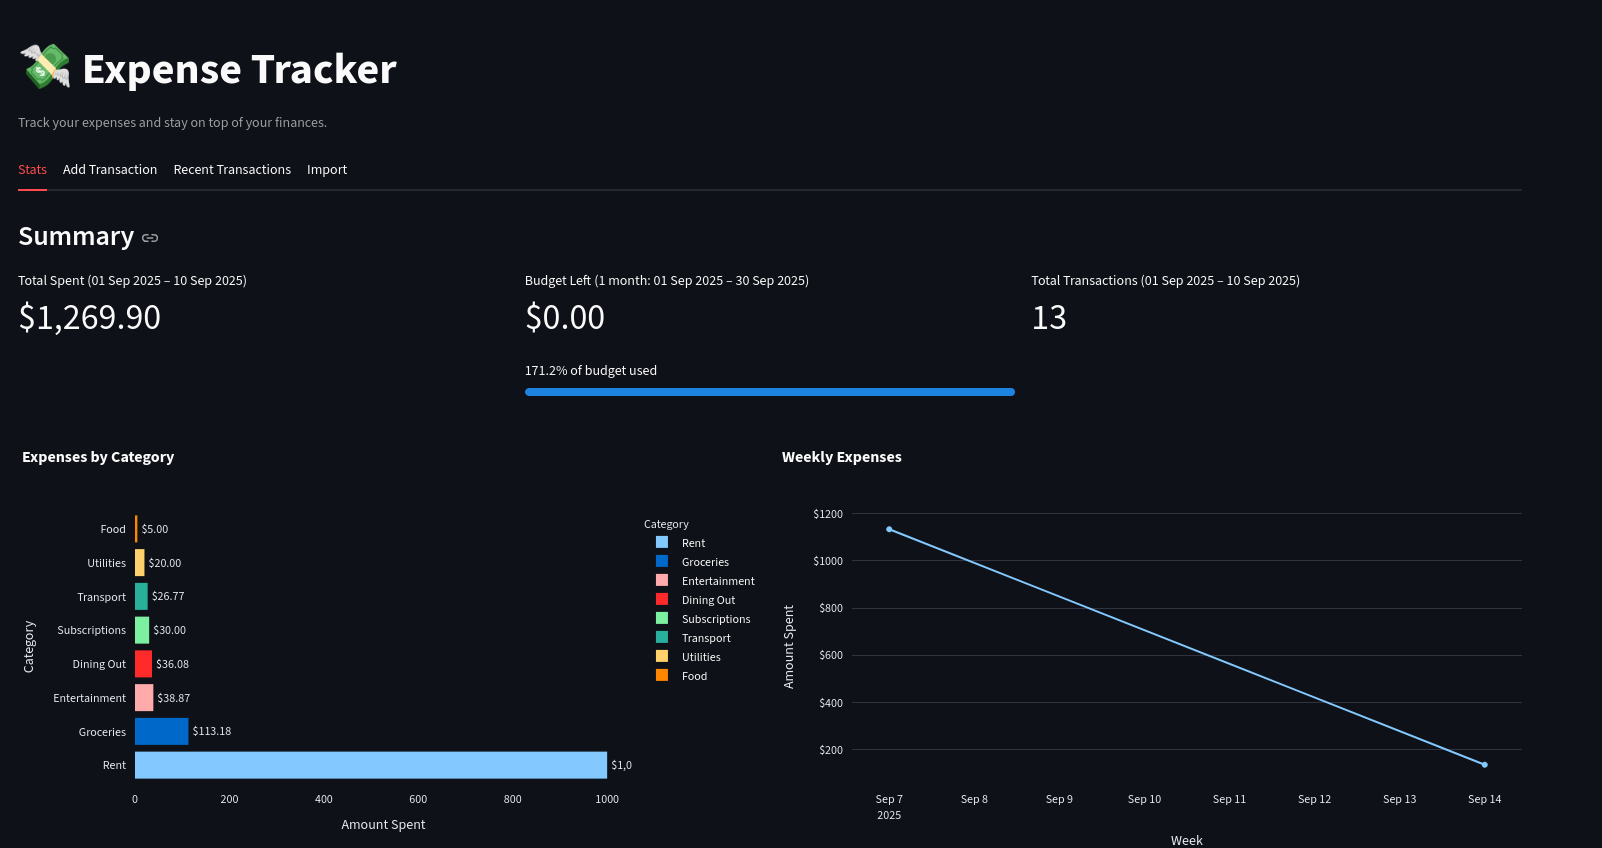 Expense Tracker
Track your expenses and stay on top of your finances.
Stats Add Transaction Recent Transactions Import
Summary
Total Spent (01 Sep 2025 – 10 Sep 2025)
$1,269.90
Budget Left (1 month: 01 Sep 2025 – 30 Sep 2025)
$0.00
171.2% of budget used
Total Transactions (01 Sep 2025 – 10 Sep 2025)
13
Expenses by Category
Category
Food $5.00
Utilities $20.00
Transport $26.77
Subscriptions $30.00
Dining Out $36.08
Entertainment $38.87
Groceries $113.18
Rent $1,0
0 200 400 600 800 1000
Amount Spent
Category
Rent
Groceries
Entertainment
Dining Out
Subscriptions
Transport
Utilities
Food
Weekly Expenses
Amount Spent
$1200
$1000
$800
$600
$400
$200
Sep 7 Sep 8 Sep 9 Sep 10 Sep 11 Sep 12 Sep 13 Sep 14
2025
Week